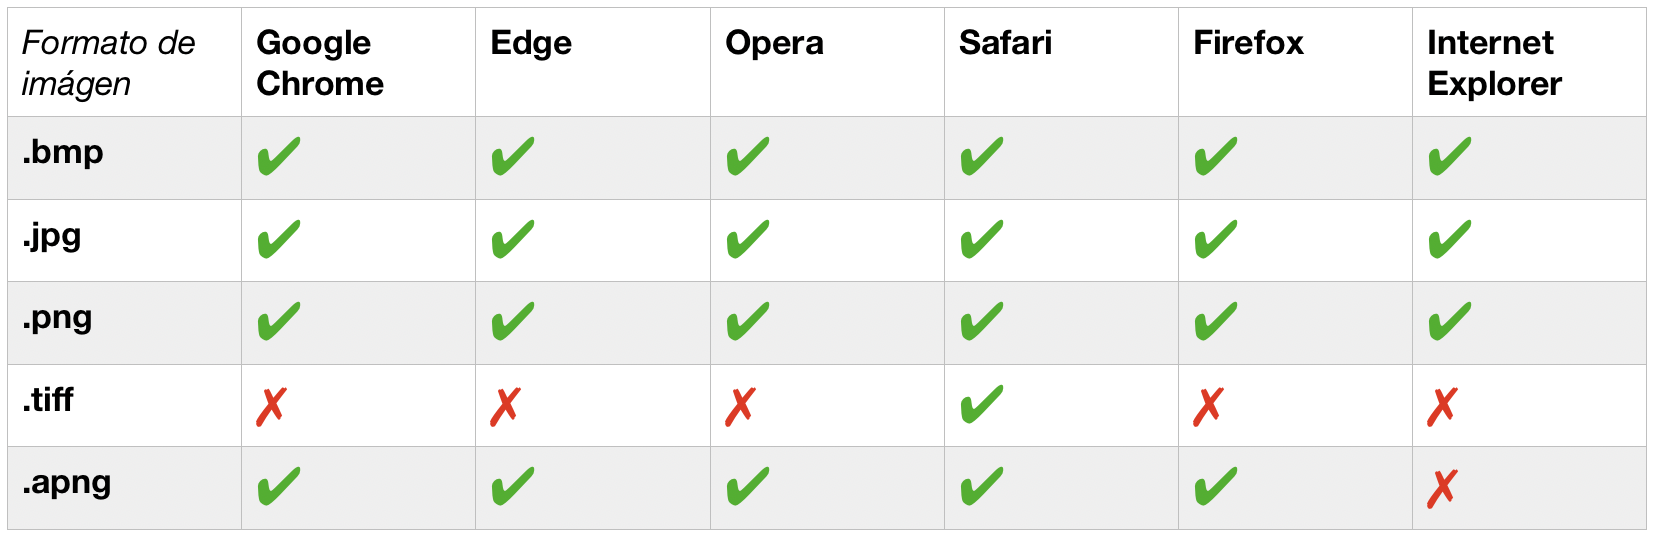 Formato de
imágen
Google
Chrome
Edge
Opera
Safari
Firefox
Internet
Explorer
.bmp ✔ ✔ ✔ ✔ ✔ ✔
.jpg ✔ ✔ ✔ ✔ ✔ ✔
.png ✔ ✔ ✔ ✔ ✔ ✔
.tiff ✗ ✗ ✗ ✔ ✗ ✗
.apng ✔ ✔ ✔ ✔ ✔ ✗